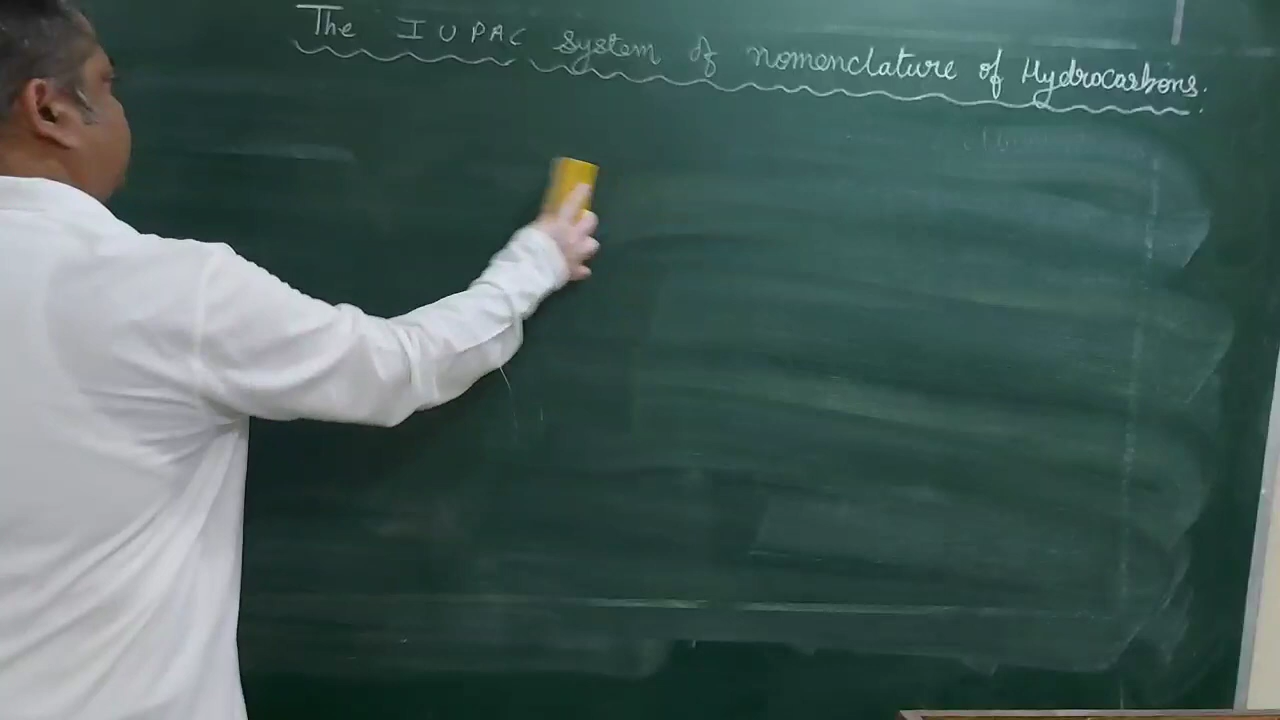 The IUPAC System of nomenclature of Hydrocarbons.